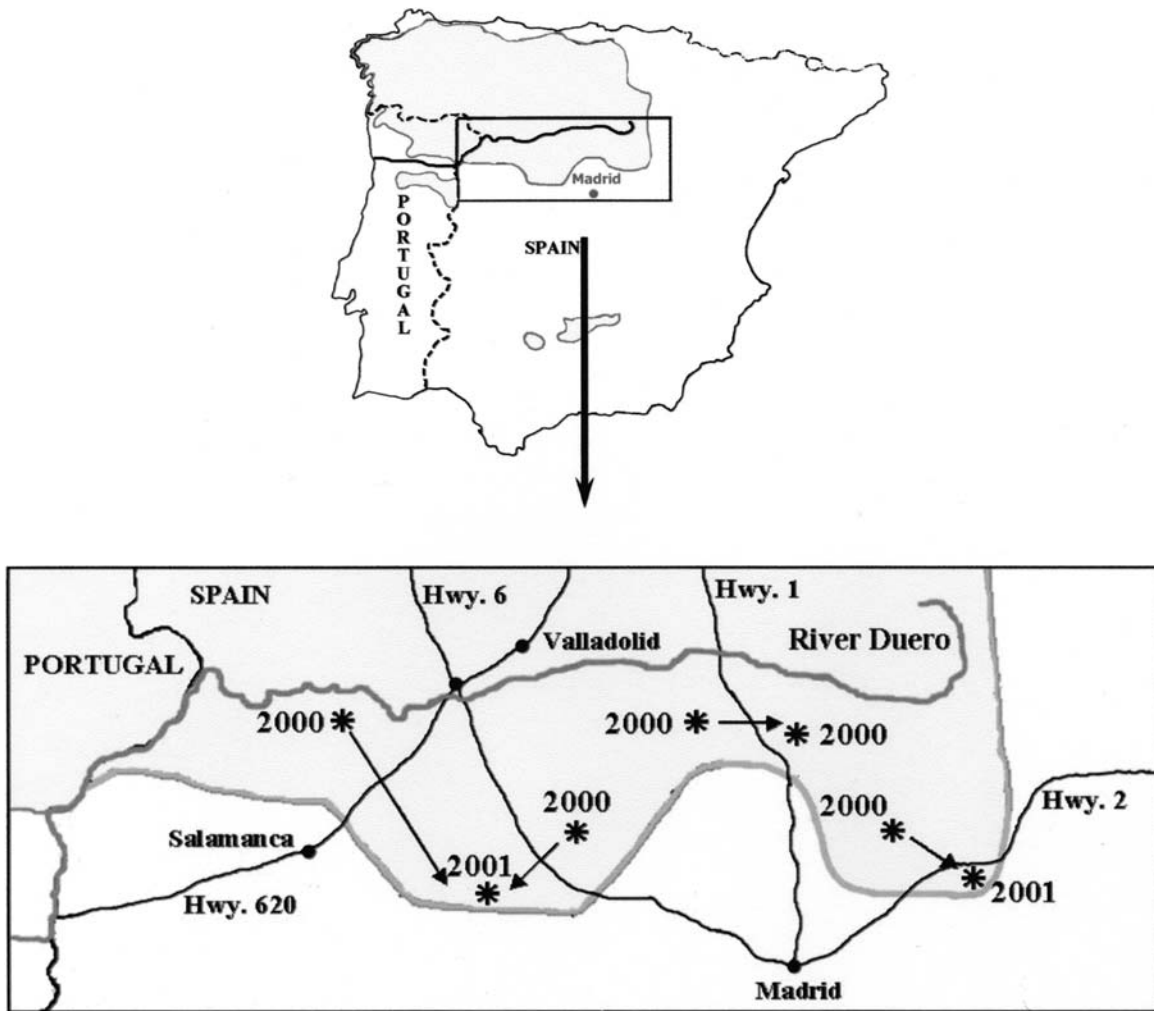 Madrid
PORTUGAL
SPAIN
SPAIN
Hwy. 6
Hwy. 1
Valladolid
River Duero
PORTUGAL
2000
2000
2000
2000
2000
Hwy. 2
Salamanca
2001
2001
Hwy. 620
Madrid